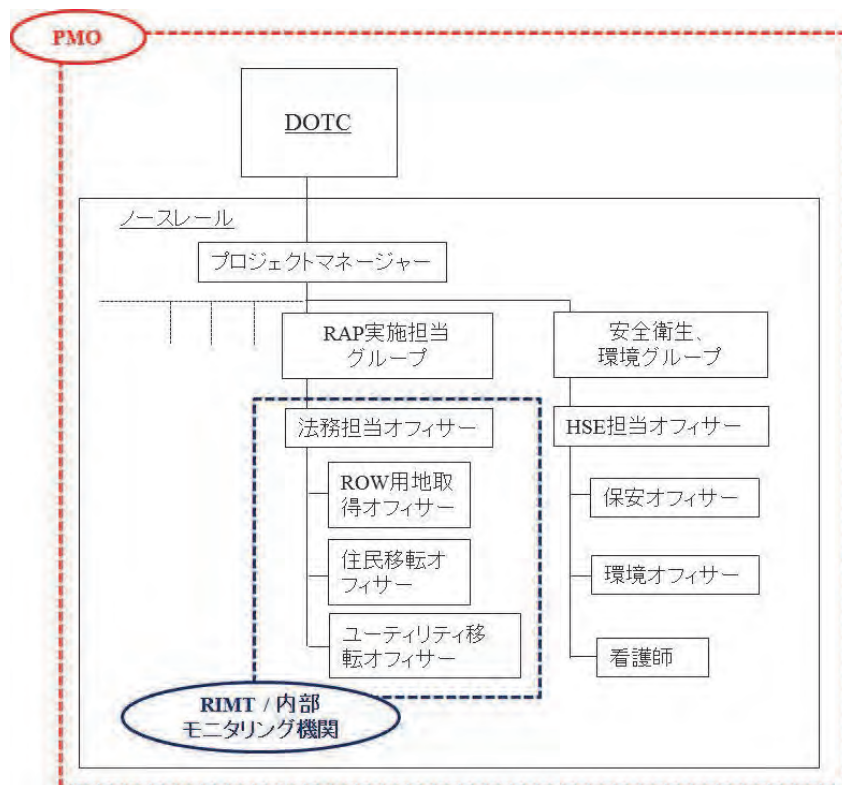 PMO
DOTC
ノースレール
プロジェクトマネージャー
RAP実施担当
グループ
安全衛生、
環境グループ
法務担当オフィサー
HSE担当オフィサー
ROW用地取
得オフィサー
保安オフィサー
住民移転オ
フィサー
環境オフィサー
ユーティリティ移
転オフィサー
看護師
RIMT / 内部
モニタリング機関